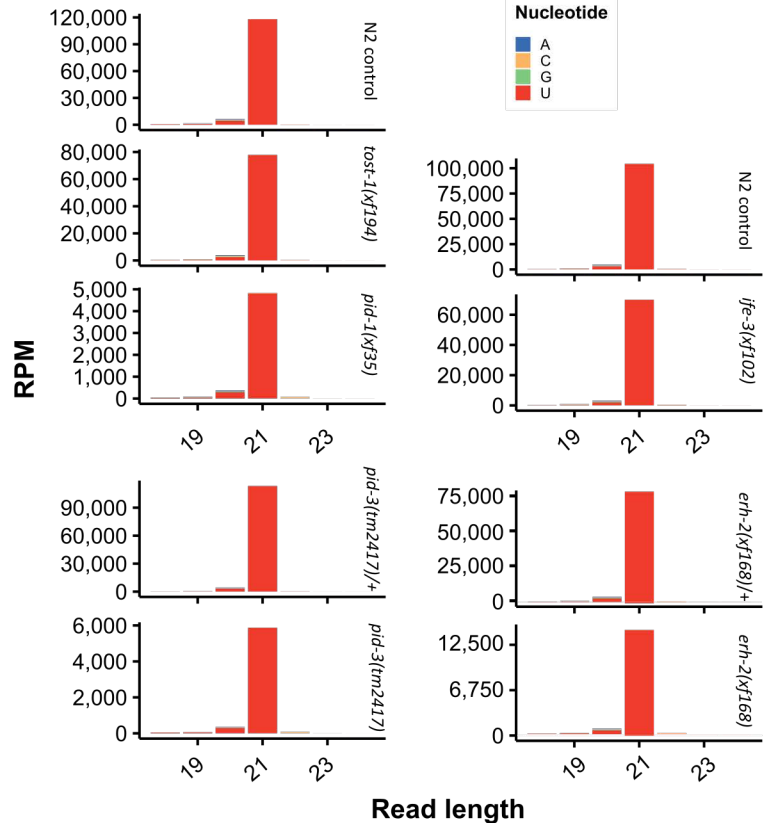 Nucleotide
A
C
G
U
RPM
120,000
90,000
60,000
30,000
0
N2 control
80,000
60,000
40,000
20,000
0
tost-1(xf194)
5,000
4,000
3,000
2,000
1,000
0
pid-1(xf35)
19 21 23
100,000
75,000
50,000
25,000
0
N2 control
60,000
40,000
20,000
0
ife-3(xf102)
19 21 23
90,000
60,000
30,000
0
pid-3(tm2417)/+
6,000
4,000
2,000
0
pid-3(tm2417)
19 21 23
75,000
50,000
25,000
0
erh-2(xf168)/+
12,500
6,750
0
erh-2(xf168)
19 21 23
Read length